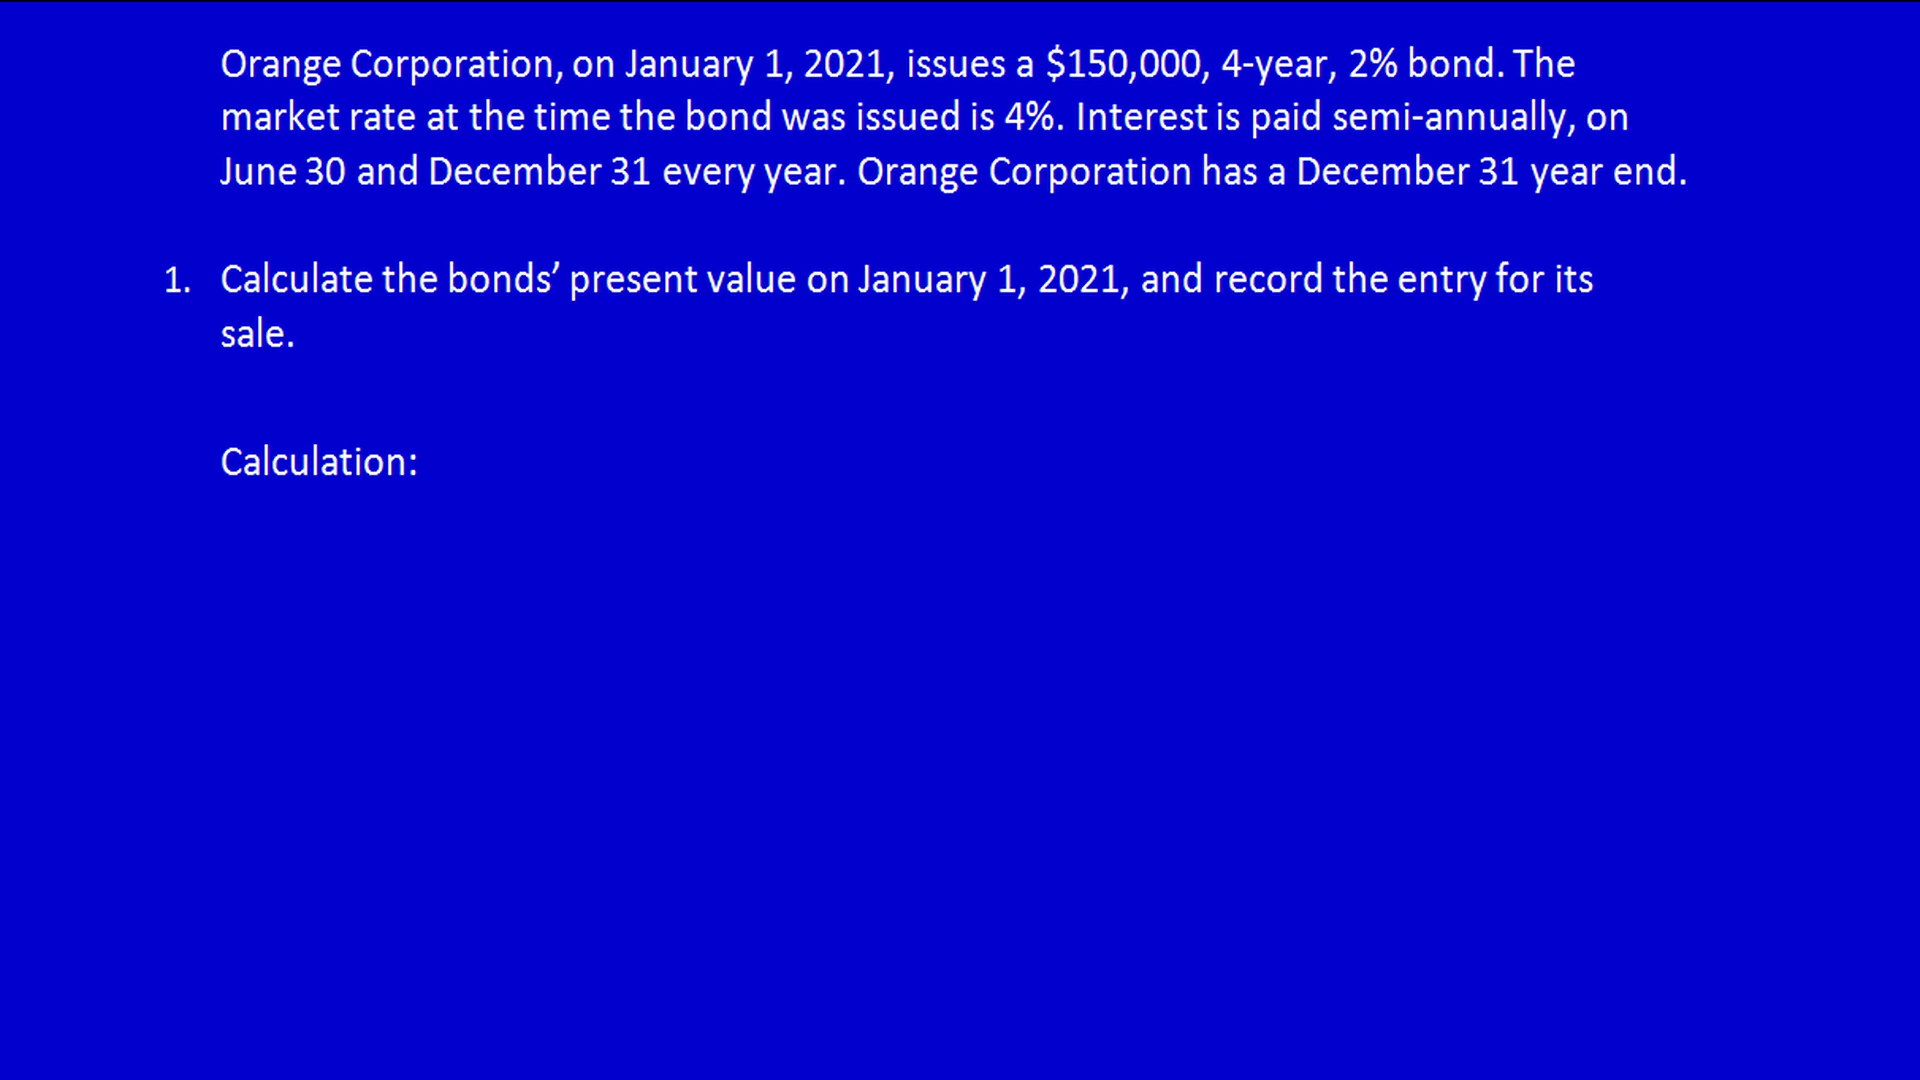 Orange Corporation, on January 1, 2021, issues a $150,000, 4-year, 2% bond. The
market rate at the time the bond was issued is 4%. Interest is paid semi-annually, on
June 30 and December 31 every year. Orange Corporation has a December 31 year end.
1. Calculate the bonds’ present value on January 1, 2021, and record the entry for its
sale.
Calculation: